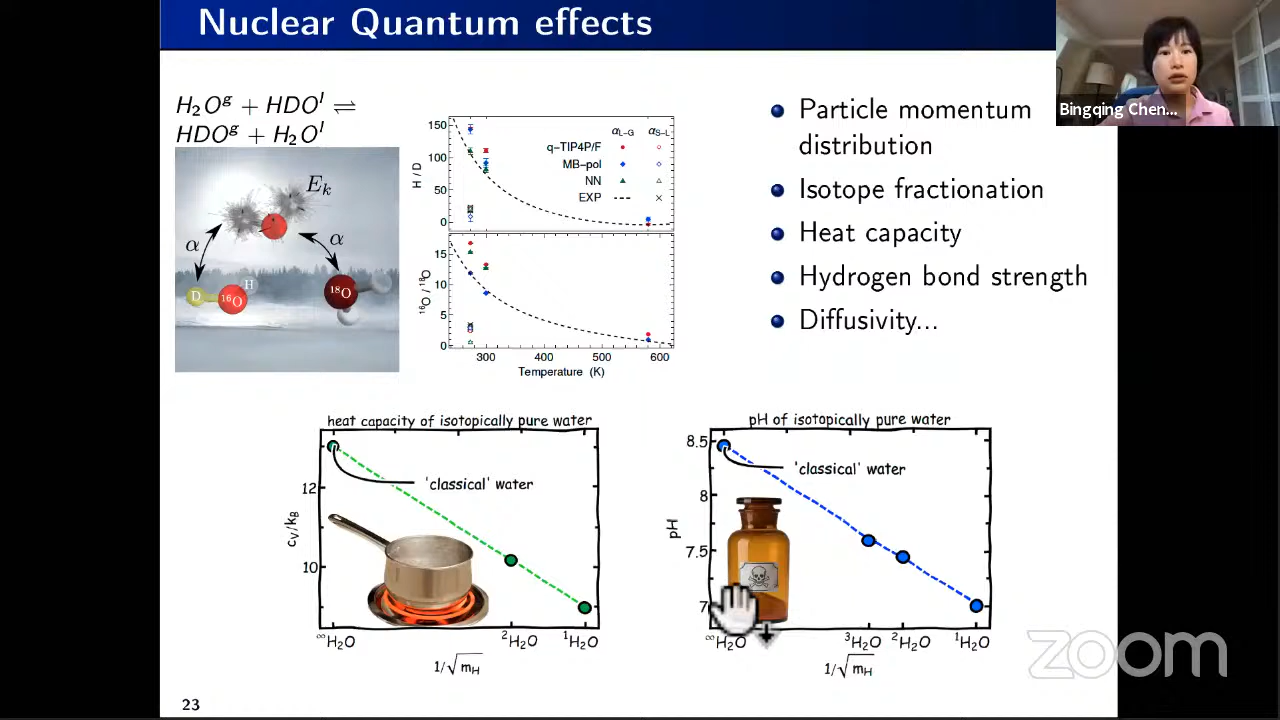 Nuclear Quantum effects
Bingqing Chen...
H₂Oᵍ + HDOˡ ⇌
HDOᵍ + H₂Oˡ
Eₖ
α
α
D
¹⁶O
H
¹⁸O
H / D
150
100
50
0
α_L-G α_S-L
q-TIP4P/F
MB-pol
NN
EXP
¹⁶O / ¹⁸O
15
10
5
0
300 400 500 600
Temperature (K)
Particle momentum
distribution
Isotope fractionation
Heat capacity
Hydrogen bond strength
Diffusivity...
heat capacity of isotopically pure water
'classical' water
12
10
cᵥ/k_B
∞H₂O ²H₂O ¹H₂O
1/√m_H
pH of isotopically pure water
'classical' water
8.5
8
7.5
7
pH
∞H₂O ³H₂O ²H₂O ¹H₂O
1/√m_H
zoom
23